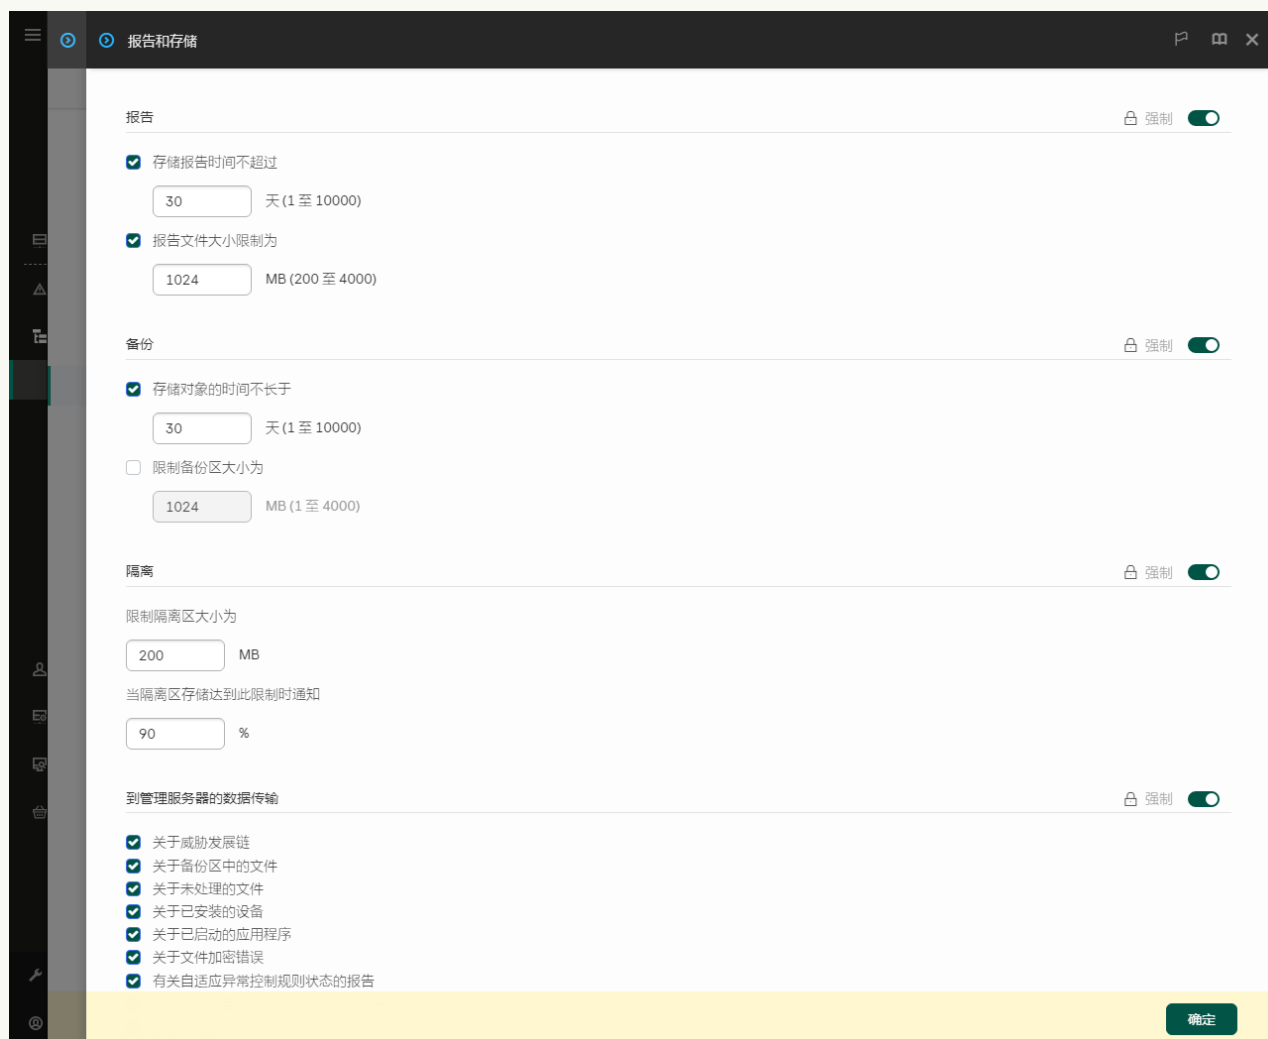 报告和存储
报告 强制
存储报告时间不超过
30 天 (1 至 10000)
报告文件大小限制为
1024 MB (200 至 4000)
备份 强制
存储对象的时间不长于
30 天 (1 至 10000)
限制备份区大小为
1024 MB (1 至 4000)
隔离 强制
限制隔离区大小为
200 MB
当隔离区存储达到此限制时通知
90 %
到管理服务器的数据传输 强制
关于威胁发展链
关于备份区中的文件
关于未处理的文件
关于已安装的设备
关于已启动的应用程序
关于文件加密错误
有关自适应异常控制规则状态的报告
确定